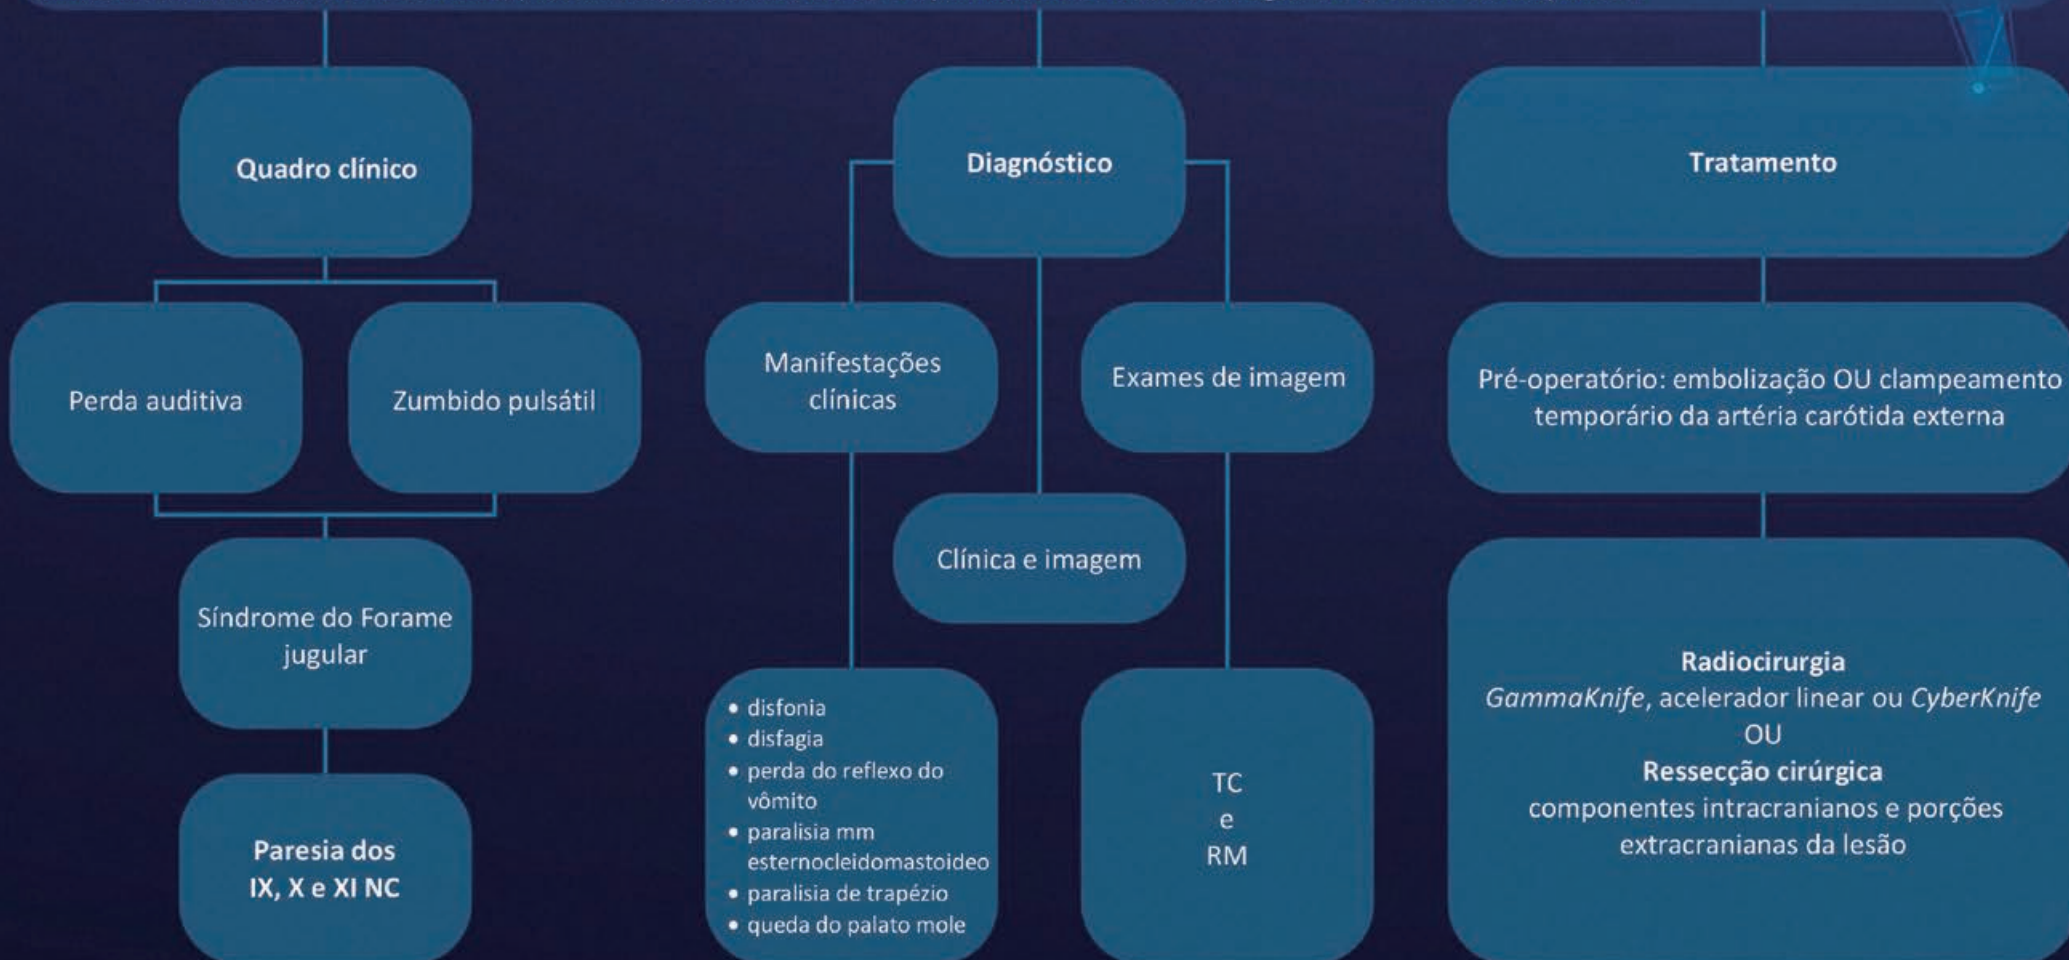 Quadro clínico
Perda auditiva
Zumbido pulsátil
Síndrome do Forame
jugular
Paresia dos
IX, X e XI NC
Diagnóstico
Manifestações
clínicas
Exames de imagem
Clínica e imagem
• disfonia
• disfagia
• perda do reflexo do
vômito
• paralisia mm
esternocleidomastoideo
• paralisia de trapézio
• queda do palato mole
TC
e
RM
Tratamento
Pré-operatório: embolização OU clampeamento
temporário da artéria carótida externa
Radiocirurgia
GammaKnife, acelerador linear ou CyberKnife
OU
Ressecção cirúrgica
componentes intracranianos e porções
extracranianas da lesão